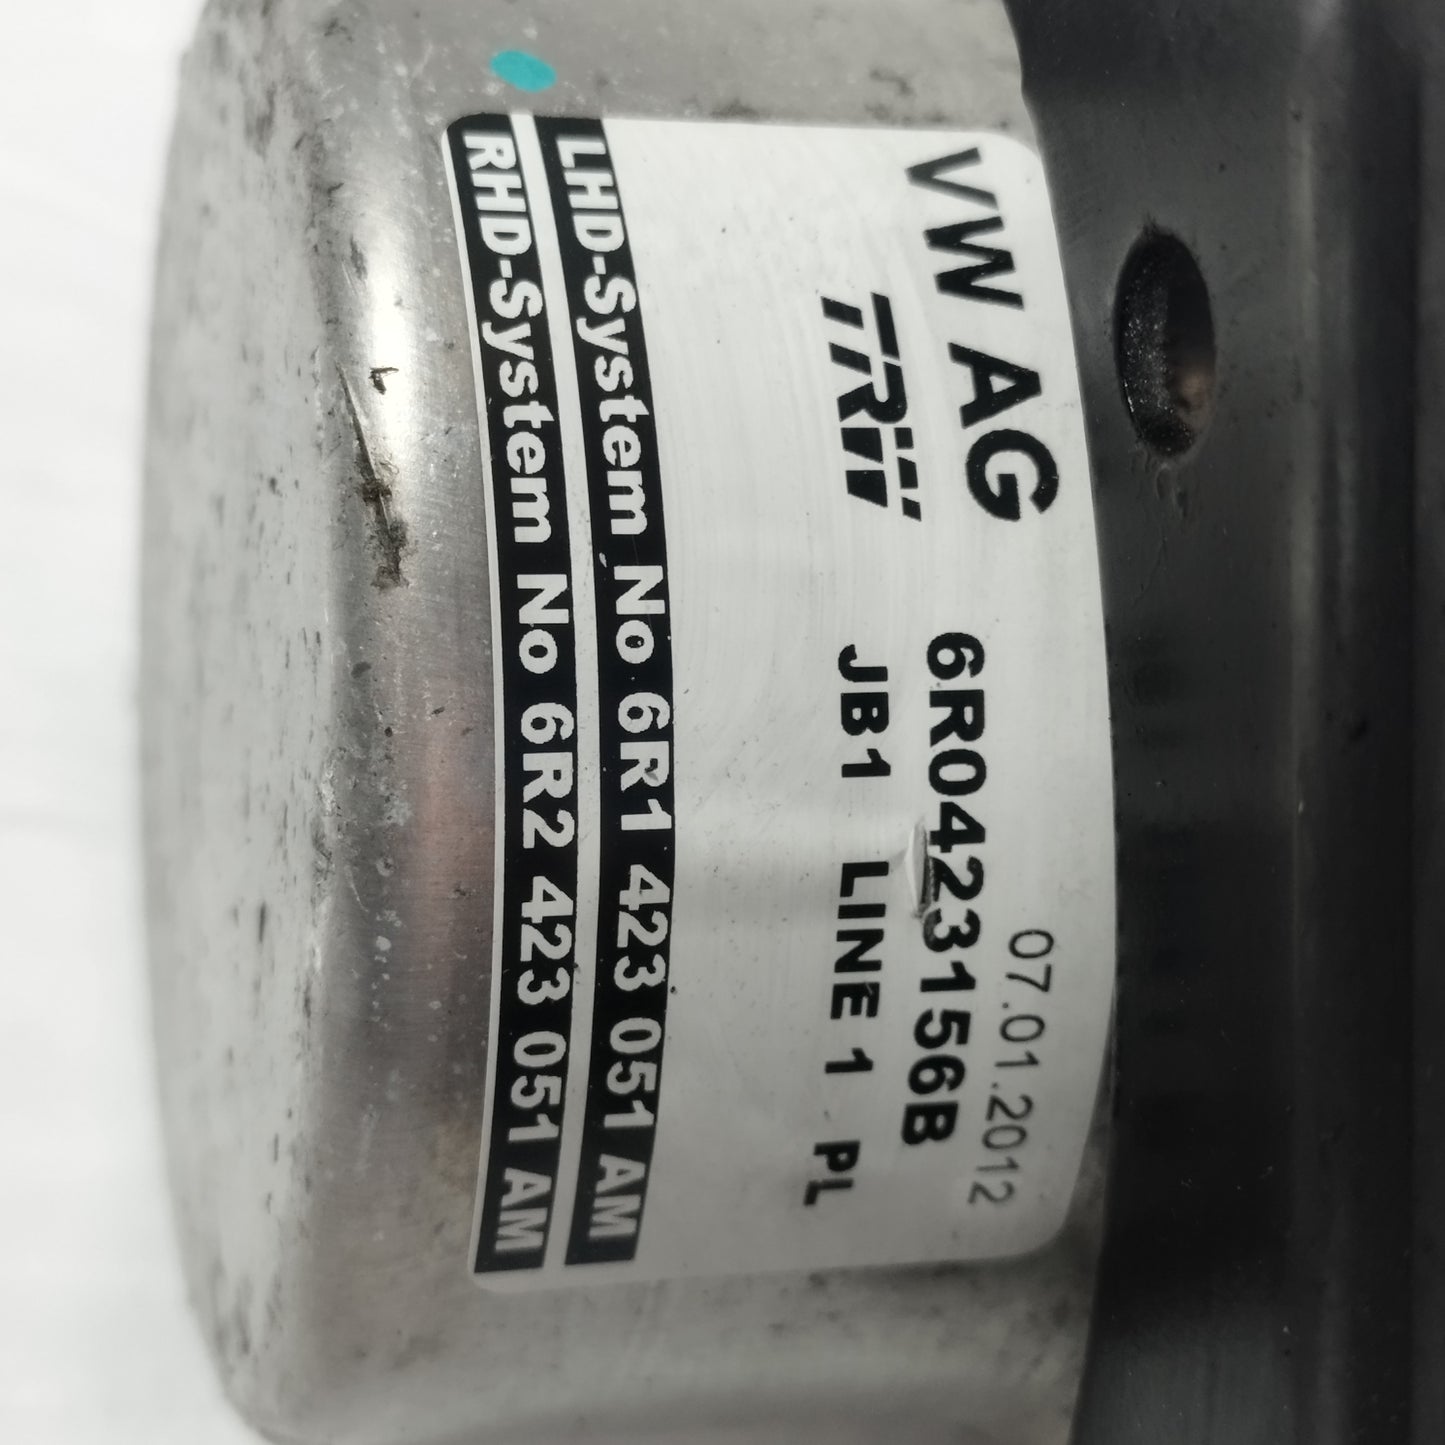 07.01.2012
VW AG 6R0423156B
TRW JB1 LINE 1 PL
LHD-System No 6R1 423 051 AM
RHD-System No 6R2 423 051 AM